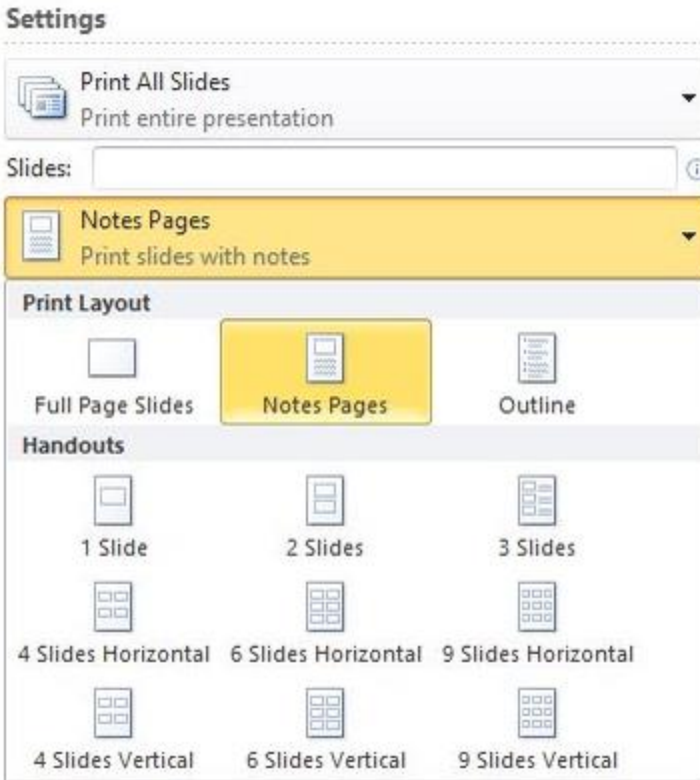 Settings
Print All Slides
Print entire presentation
Slides:
Notes Pages
Print slides with notes
Print Layout
Full Page Slides Notes Pages Outline
Handouts
1 Slide 2 Slides 3 Slides
4 Slides Horizontal 6 Slides Horizontal 9 Slides Horizontal
4 Slides Vertical 6 Slides Vertical 9 Slides Vertical